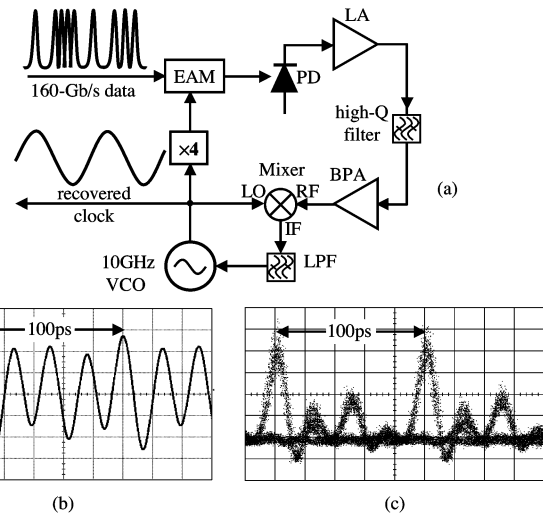 LA
EAM
PD
160-Gb/s data
high-Q
filter
×4
Mixer
BPA
(a)
LO
RF
recovered
clock
IF
10GHz
VCO
LPF
100ps
100ps
(b)
(c)